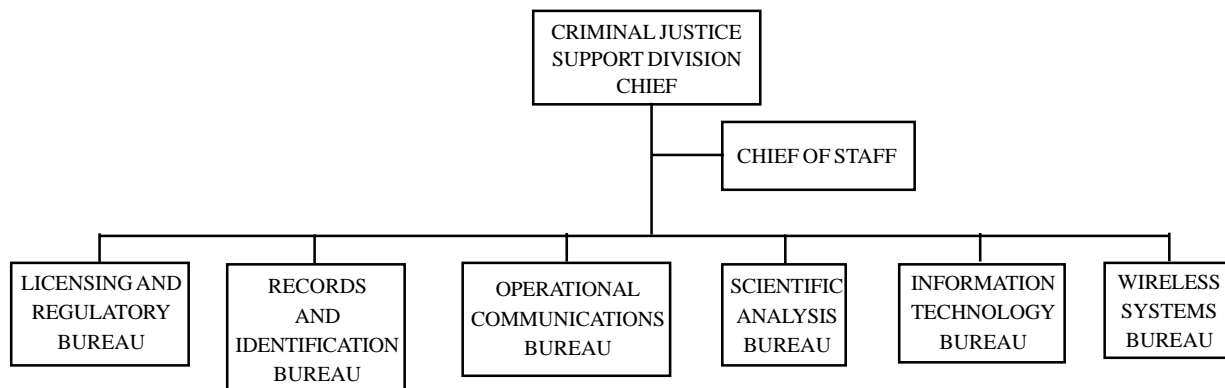 CRIMINAL JUSTICE
SUPPORT DIVISION
CHIEF
CHIEF OF STAFF
LICENSING AND
REGULATORY
BUREAU
RECORDS
AND
IDENTIFICATION
BUREAU
OPERATIONAL
COMMUNICATIONS
BUREAU
SCIENTIFIC
ANALYSIS
BUREAU
INFORMATION
TECHNOLOGY
BUREAU
WIRELESS
SYSTEMS
BUREAU